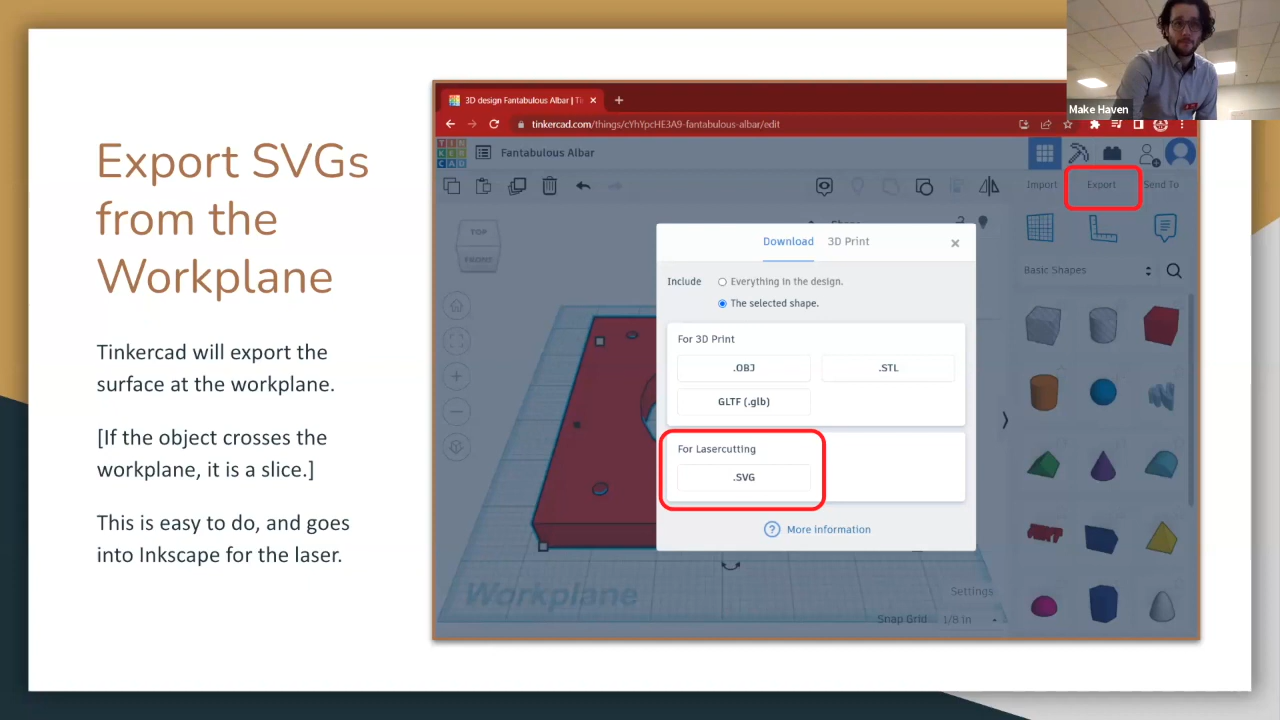 Export SVGs
from the
Workplane
Tinkercad will export the
surface at the workplane.
[If the object crosses the
workplane, it is a slice.]
This is easy to do, and goes
into Inkscape for the laser.
Make Haven
3D design Fantabulous Albar | Ti
tinkercad.com/things/cYhYpcHE3A9-fantabulous-albar/edit
TIN
KER
CAD
Fantabulous Albar
Import
Export
Send To
TOP
FRONT
Download
3D Print
Include
Everything in the design.
The selected shape.
For 3D Print
.OBJ
.STL
GLTF (.glb)
For Lasercutting
.SVG
More information
Basic Shapes
Workplane
Settings
Snap Grid
1/8 in